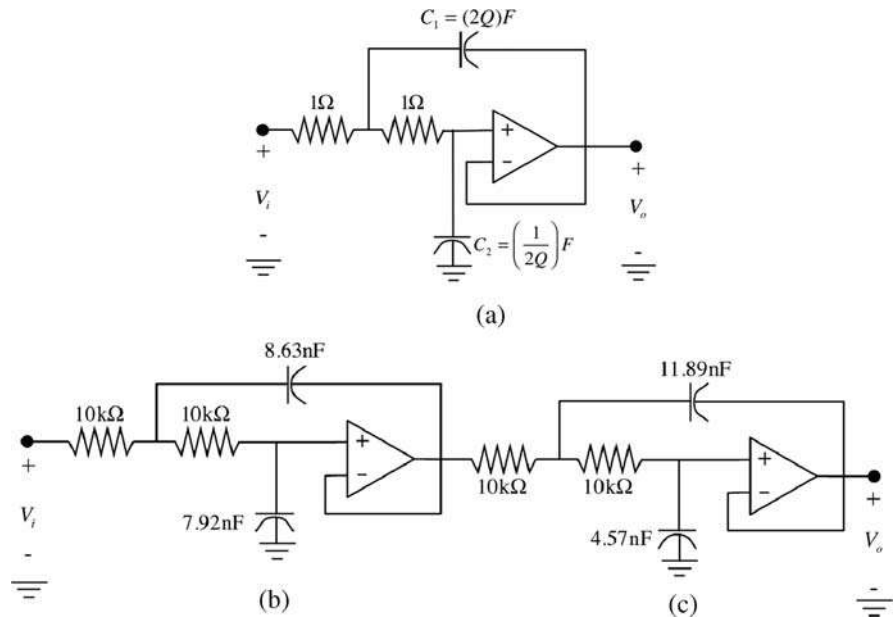 C₁ = (2Q)F
1Ω 1Ω
+ + +
−
V_i V_o
- -
C₂ = (1/2Q) F
(a)
8.63nF 11.89nF
10kΩ 10kΩ
+ +
− −
10kΩ 10kΩ
+ +
7.92nF 4.57nF
V_i V_o
- -
(b) (c)